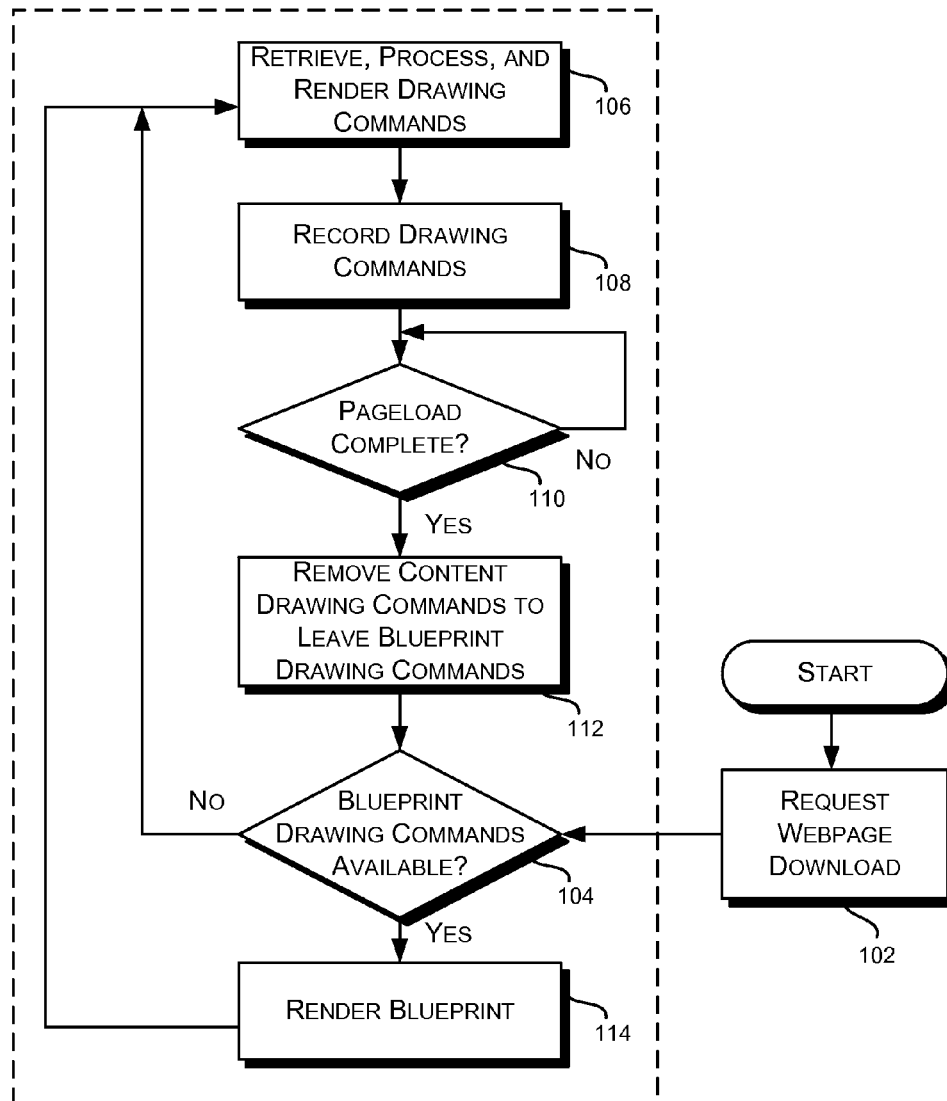 RETRIEVE, PROCESS, AND
RENDER DRAWING
COMMANDS
106
RECORD DRAWING
COMMANDS
108
PAGELOAD
COMPLETE?
NO
110
YES
REMOVE CONTENT
DRAWING COMMANDS TO
LEAVE BLUEPRINT
DRAWING COMMANDS
112
START
NO
BLUEPRINT
DRAWING COMMANDS
AVAILABLE?
104
REQUEST
WEBPAGE
DOWNLOAD
102
YES
RENDER BLUEPRINT
114